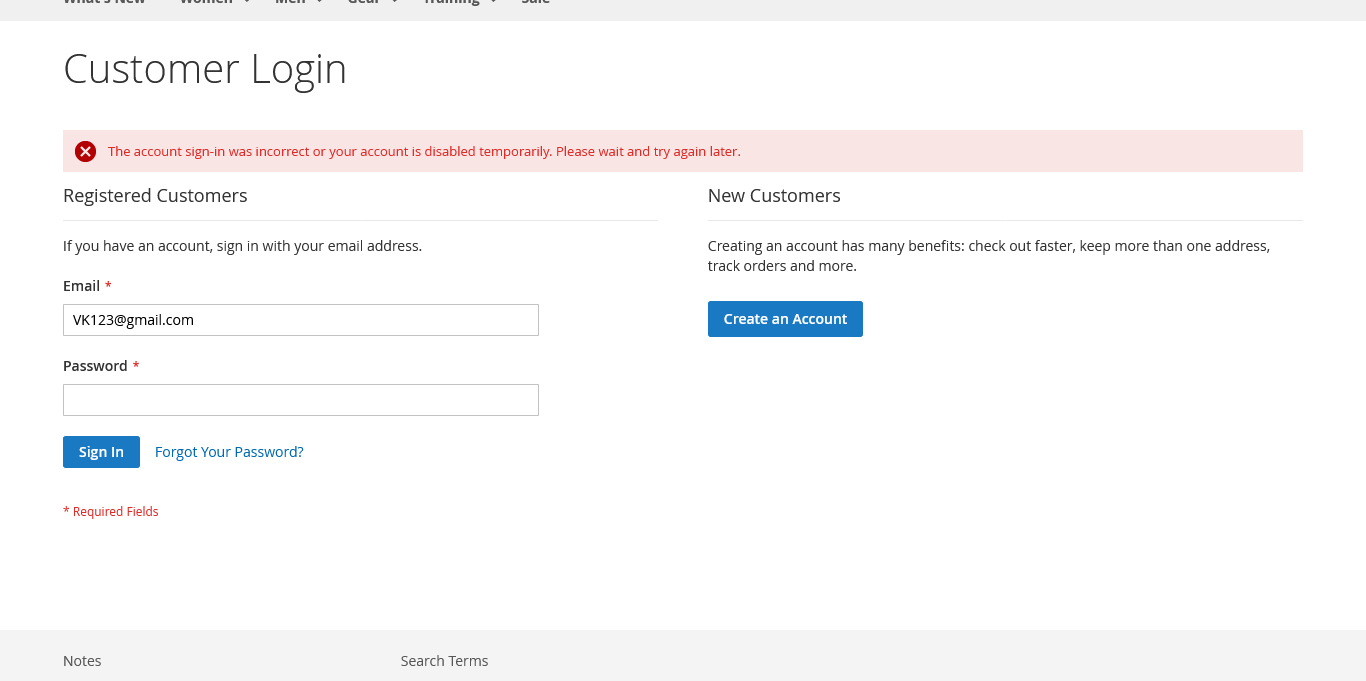 What's New Women Men Gear Training Sale
Customer Login
The account sign-in was incorrect or your account is disabled temporarily. Please wait and try again later.
Registered Customers
If you have an account, sign in with your email address.
Email *
VK123@gmail.com
Password *
Sign In Forgot Your Password?
* Required Fields
New Customers
Creating an account has many benefits: check out faster, keep more than one address,
track orders and more.
Create an Account
Notes Search Terms